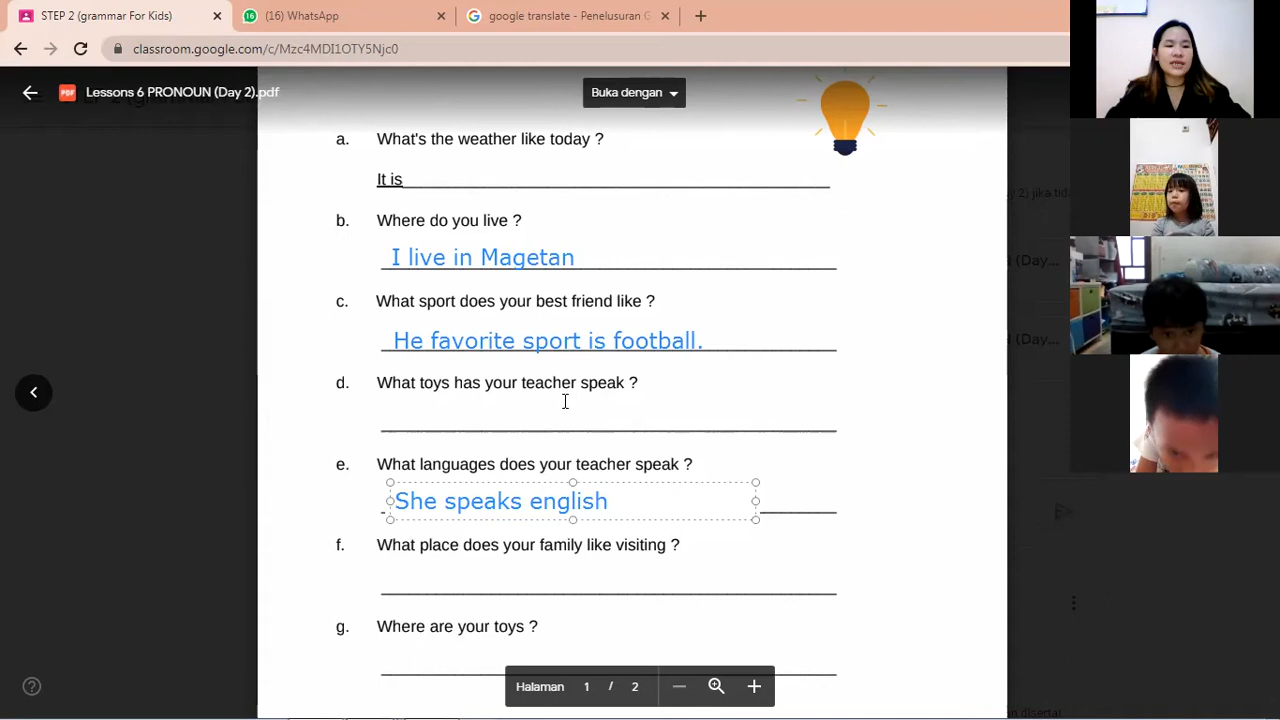 STEP 2 (grammar For Kids)
(16) WhatsApp
google translate - Penelusuran G
classroom.google.com/c/Mzc4MDI1OTY5Njc0
Lessons 6 PRONOUN (Day 2).pdf
Buka dengan
a. What's the weather like today ?
It is
b. Where do you live ?
I live in Magetan
c. What sport does your best friend like ?
He favorite sport is football.
d. What toys has your teacher speak ?
e. What languages does your teacher speak ?
She speaks english
f. What place does your family like visiting ?
g. Where are your toys ?
Halaman 1 / 2